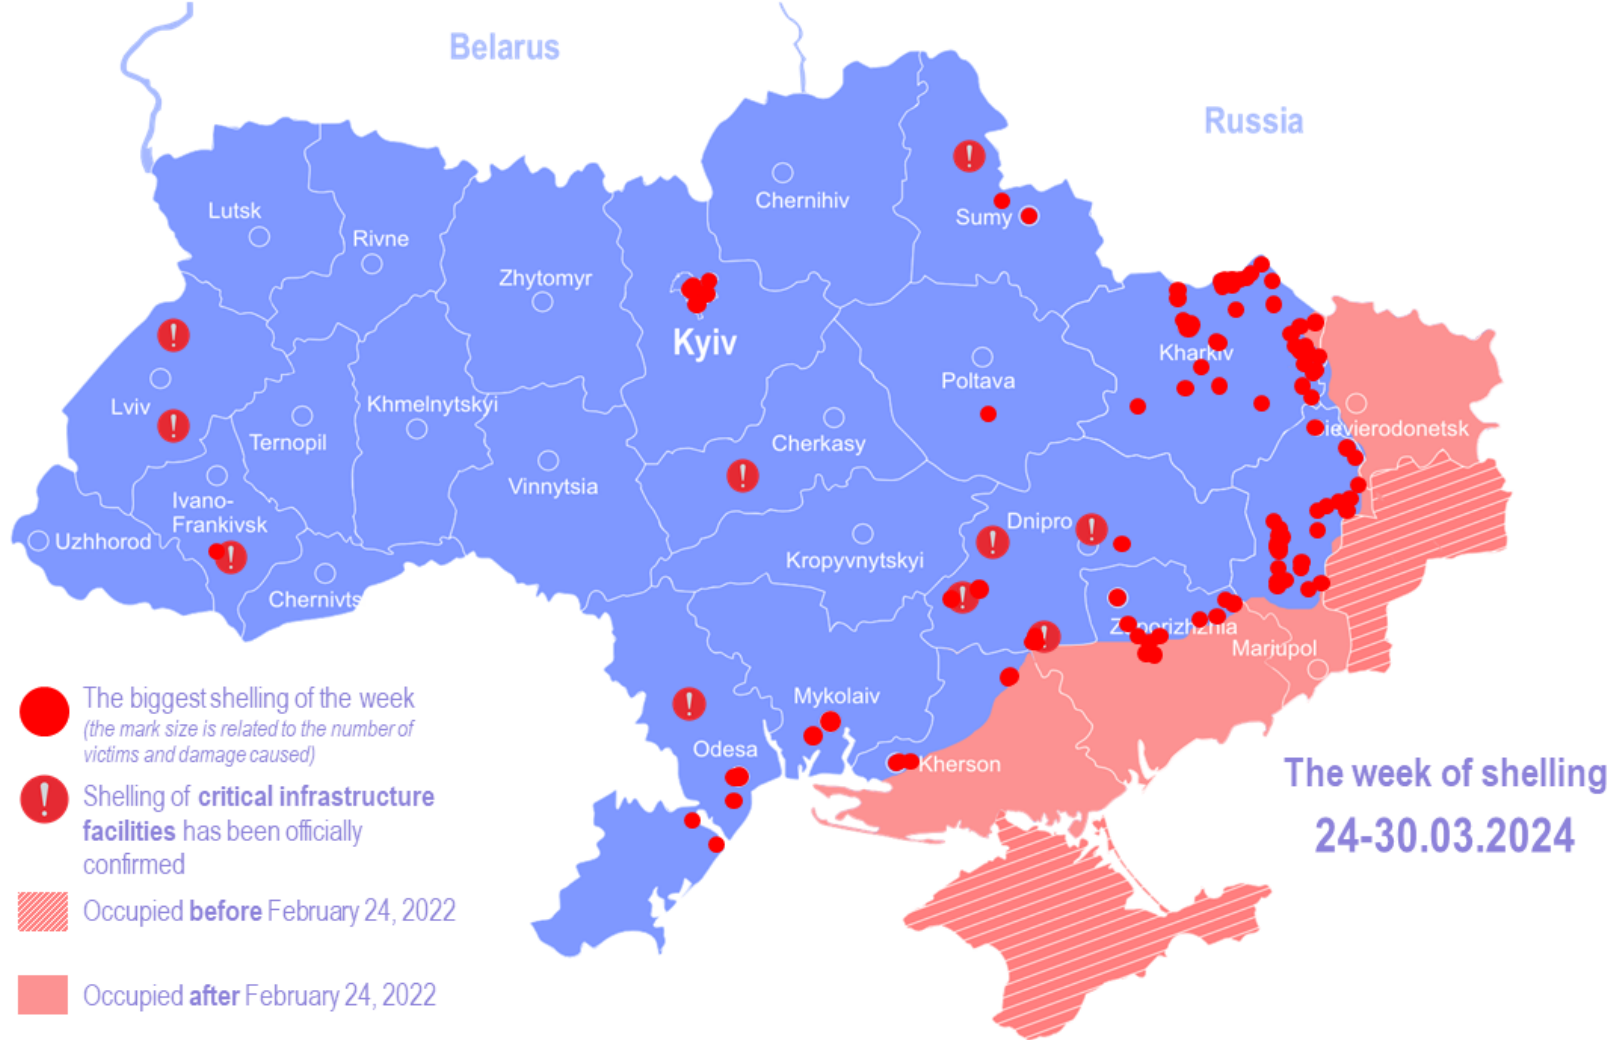 Belarus
Russia
Chernihiv
Sumy
Lutsk
Rivne
Zhytomyr
Kyiv
Kharkiv
Poltava
Lviv
Khmelnytskyi
Ternopil
Cherkasy
Sievierodonetsk
Vinnytsia
Ivano-
Frankivsk
Dnipro
Uzhhorod
Kropyvnytskyi
Chernivts
Zaporizhzhia
Mariupol
Mykolaiv
Odesa
Kherson
The biggest shelling of the week
(the mark size is related to the number of
victims and damage caused)
Shelling of critical infrastructure
facilities has been officially
confirmed
Occupied before February 24, 2022
Occupied after February 24, 2022
The week of shelling
24-30.03.2024